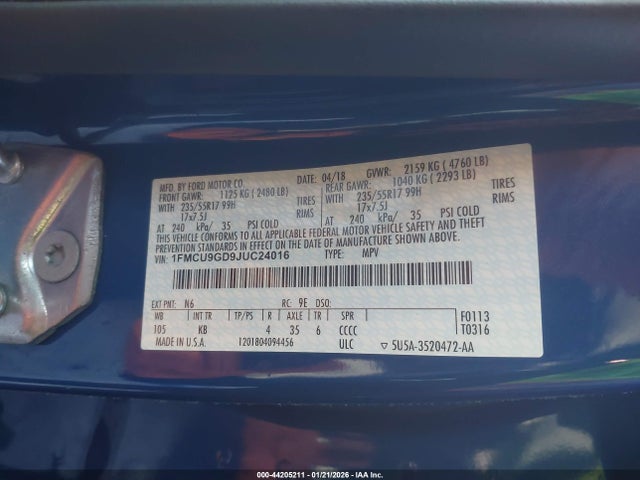 MFD. BY FORD MOTOR CO. 04/18 GVWR: 2159 KG ( 4760 LB)
FRONT GAWR: 1125 KG ( 2480 LB) REAR GAWR: 1040 KG ( 2293 LB)
WITH 235/55R17 99H TIRES WITH 235/55R17 99H TIRES
17x7.5J RIMS 17x7.5J RIMS
AT 240 kPa/ 35 PSI COLD AT 240 kPa/ 35 PSI COLD
THIS VEHICLE CONFORMS TO ALL APPLICABLE FEDERAL MOTOR VEHICLE SAFETY AND THEFT
PREVENTION STANDARDS IN EFFECT ON THE DATE OF MANUFACTURE SHOWN ABOVE.
VIN: 1FMCU9GD9JUC24016 TYPE: MPV
EXT PNT: N6 RC: 9E DSO:
WB INT TR TP/PS R AXLE TR SPR F0113
105 KB 4 35 6 CCCC T0316
MADE IN U.S.A. 1201804094456 ULC ▽ 5U5A-3520472-AA
000-44205211 - 01/21/2026 - IAA Inc.